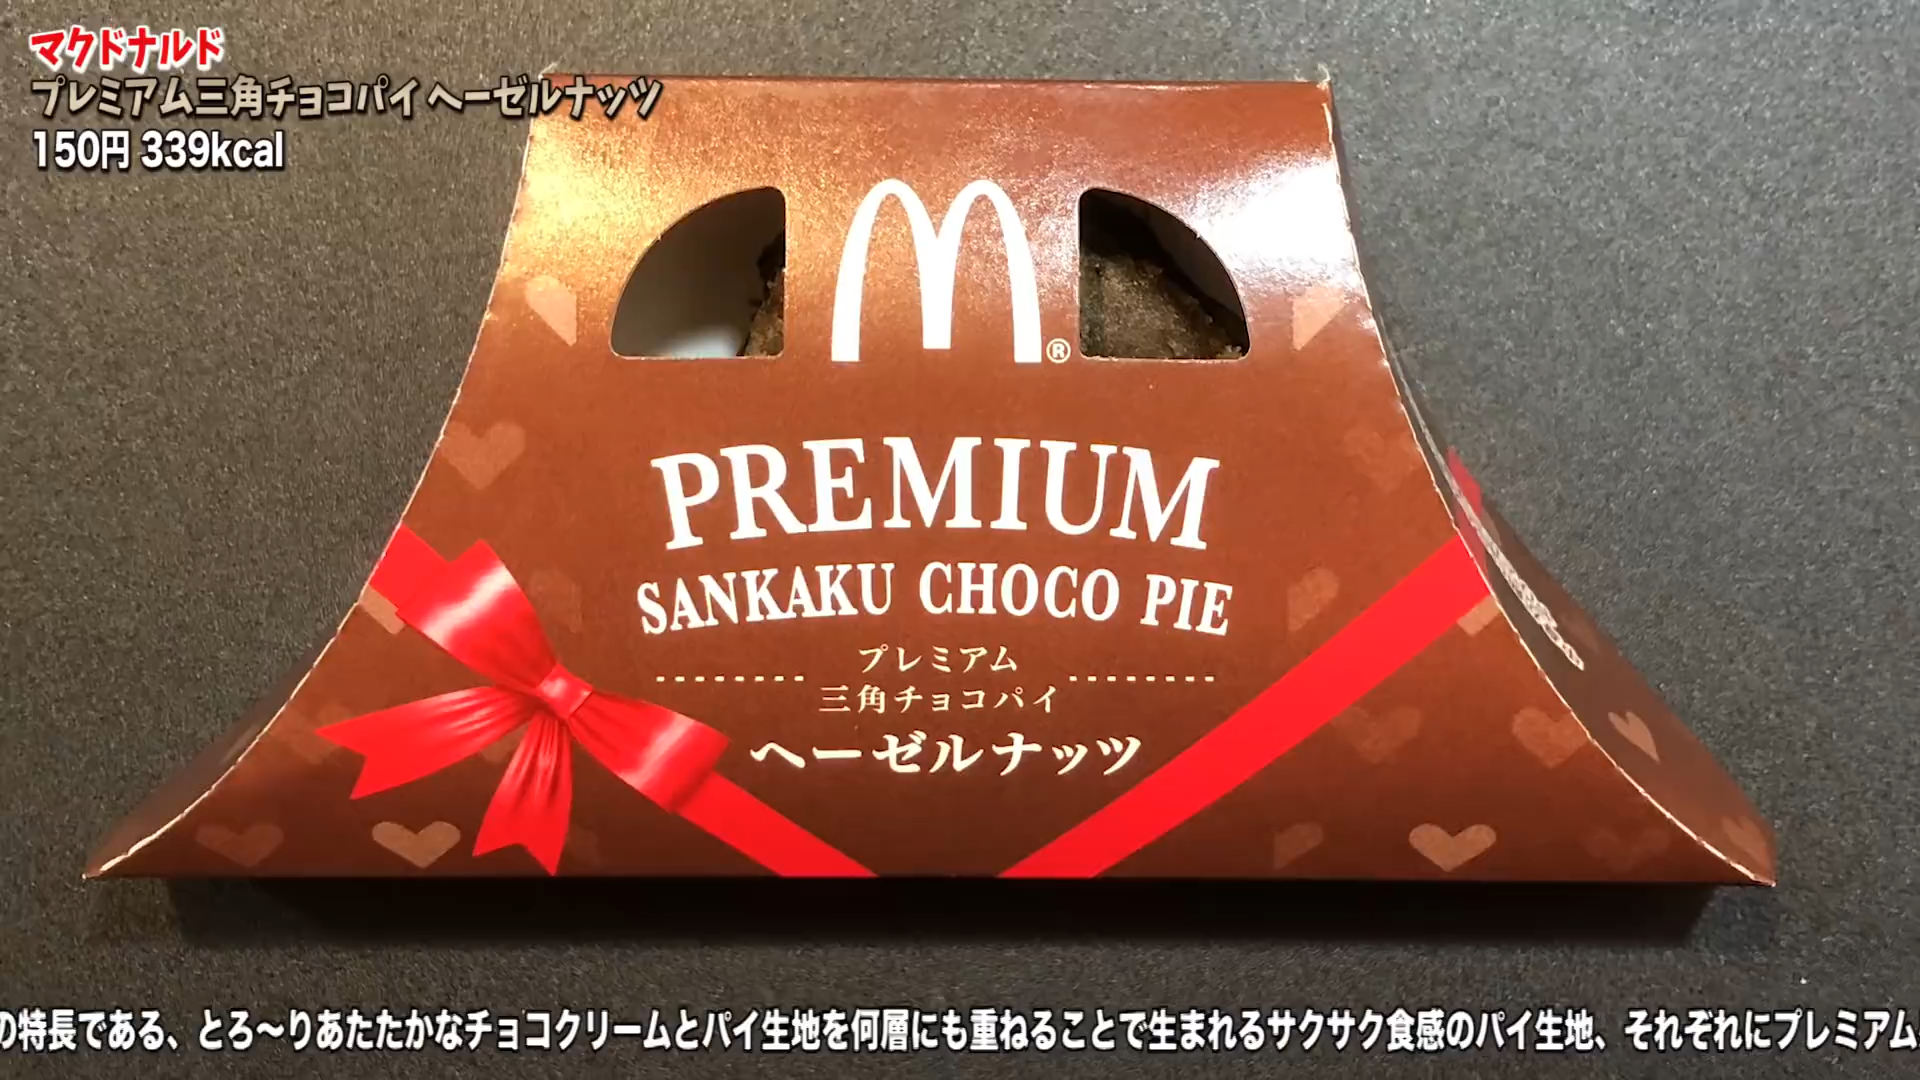 マクドナルド
プレミアム三角チョコパイ ヘーゼルナッツ
150円 339kcal
®
PREMIUM
SANKAKU CHOCO PIE
プレミアム
三角チョコパイ
ヘーゼルナッツ
の特長である、とろ〜りあたたかなチョコクリームとパイ生地を何層にも重ねることで生まれるサクサク食感のパイ生地、それぞれにプレミアム